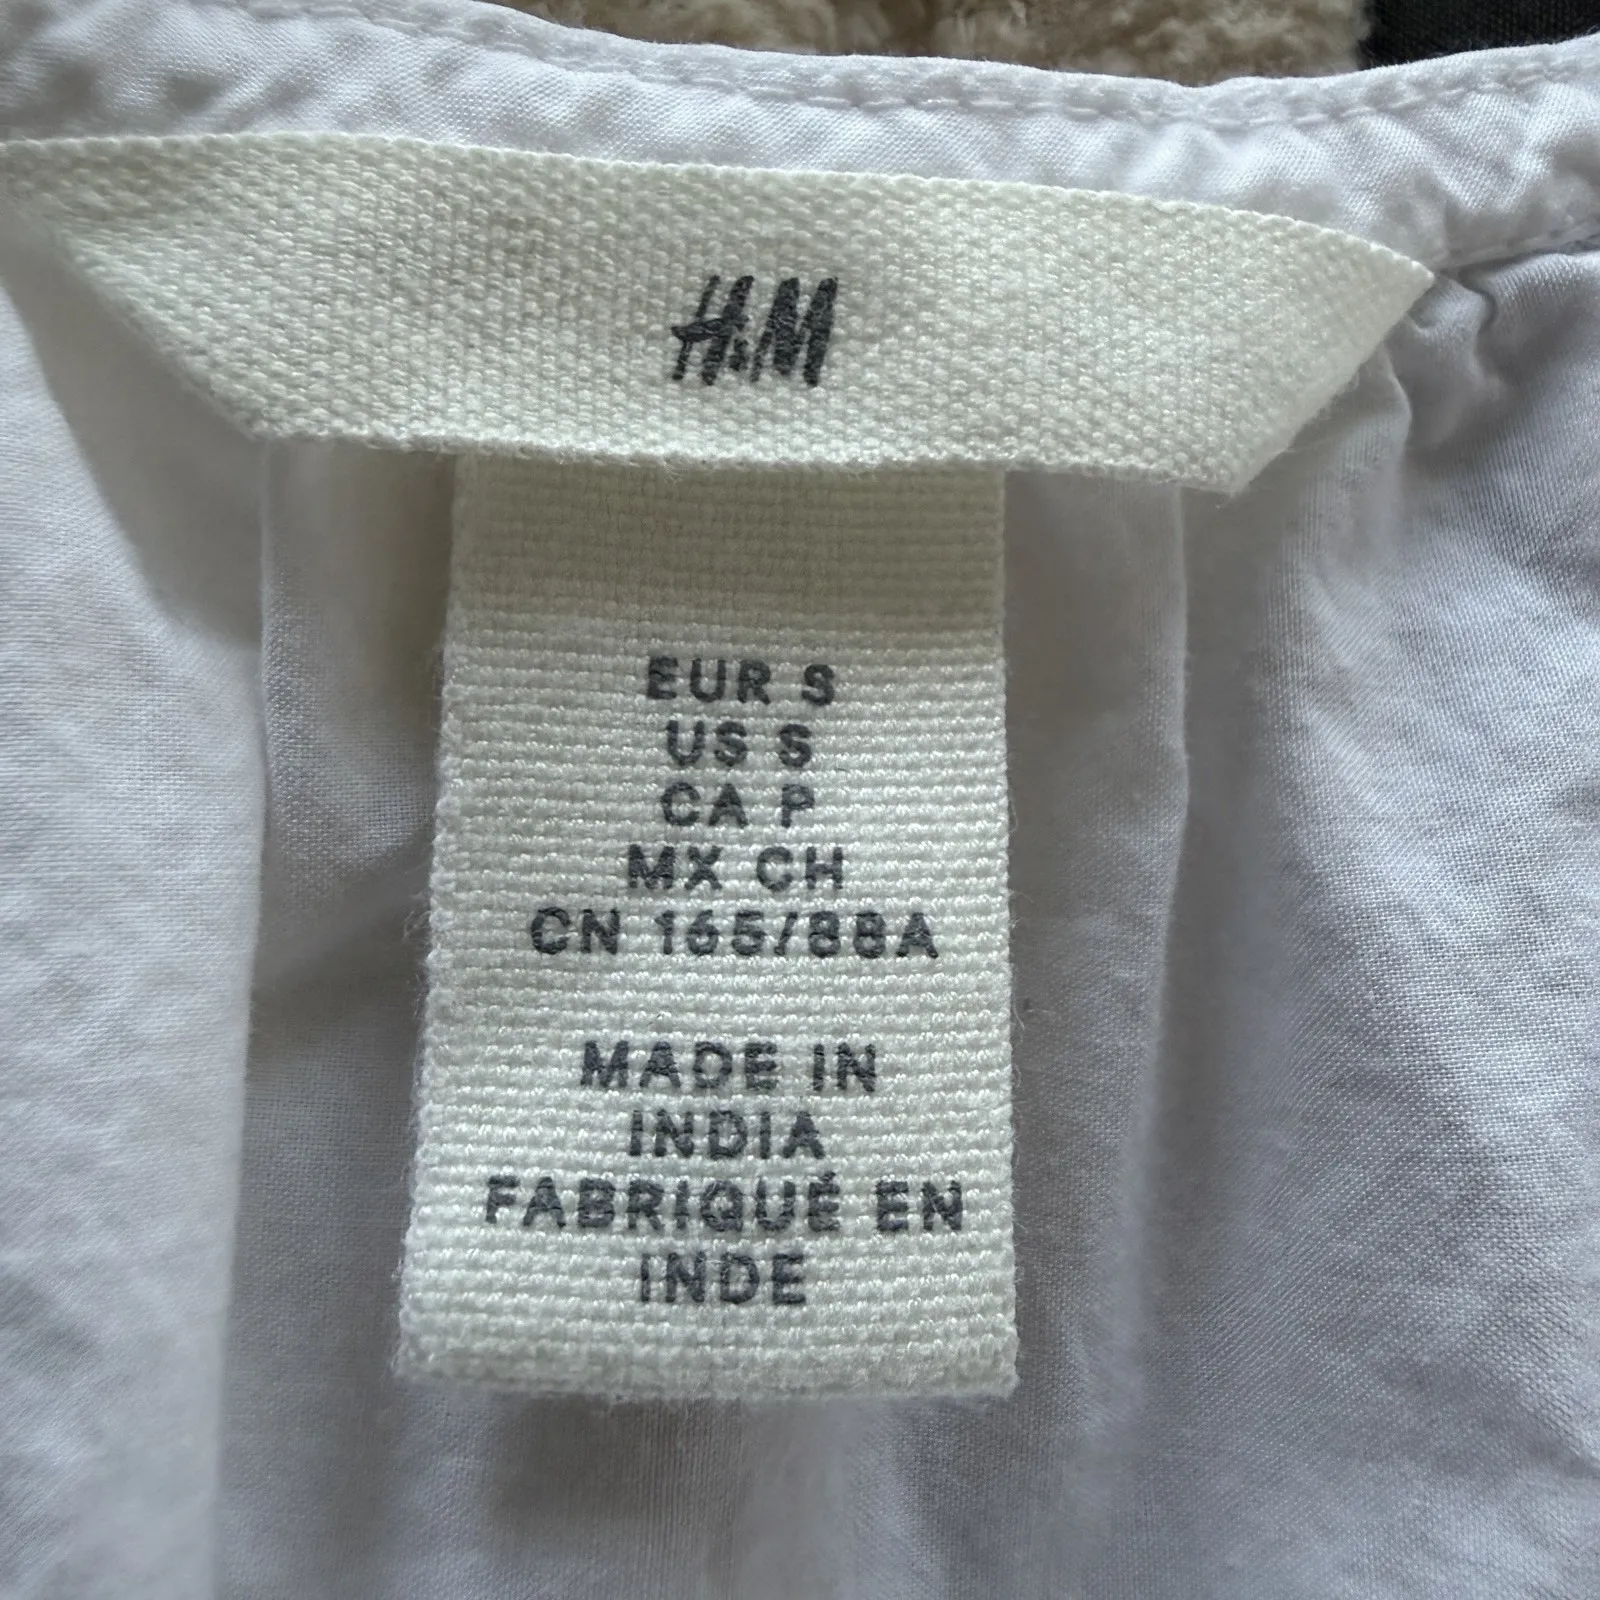 H&M
EUR S
US S
CA P
MX CH
CN 165/88A
MADE IN
INDIA
FABRIQUÉ EN
INDE